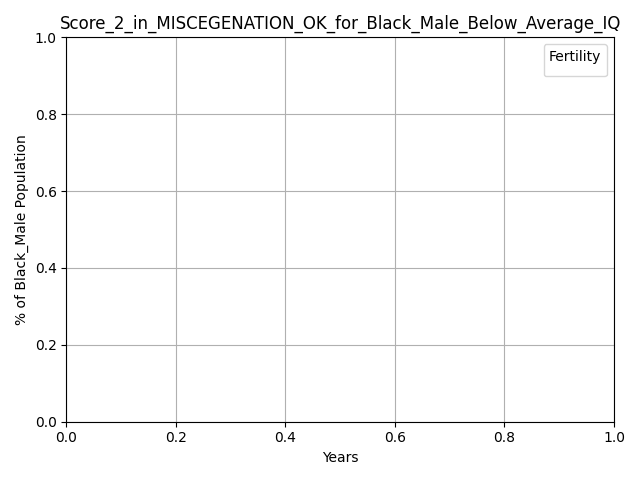 Score_2_in_MISCEGENATION_OK_for_Black_Male_Below_Average_IQ
Fertility
% of Black_Male Population
1.0
0.8
0.6
0.4
0.2
0.0
0.0 0.2 0.4 0.6 0.8 1.0
Years